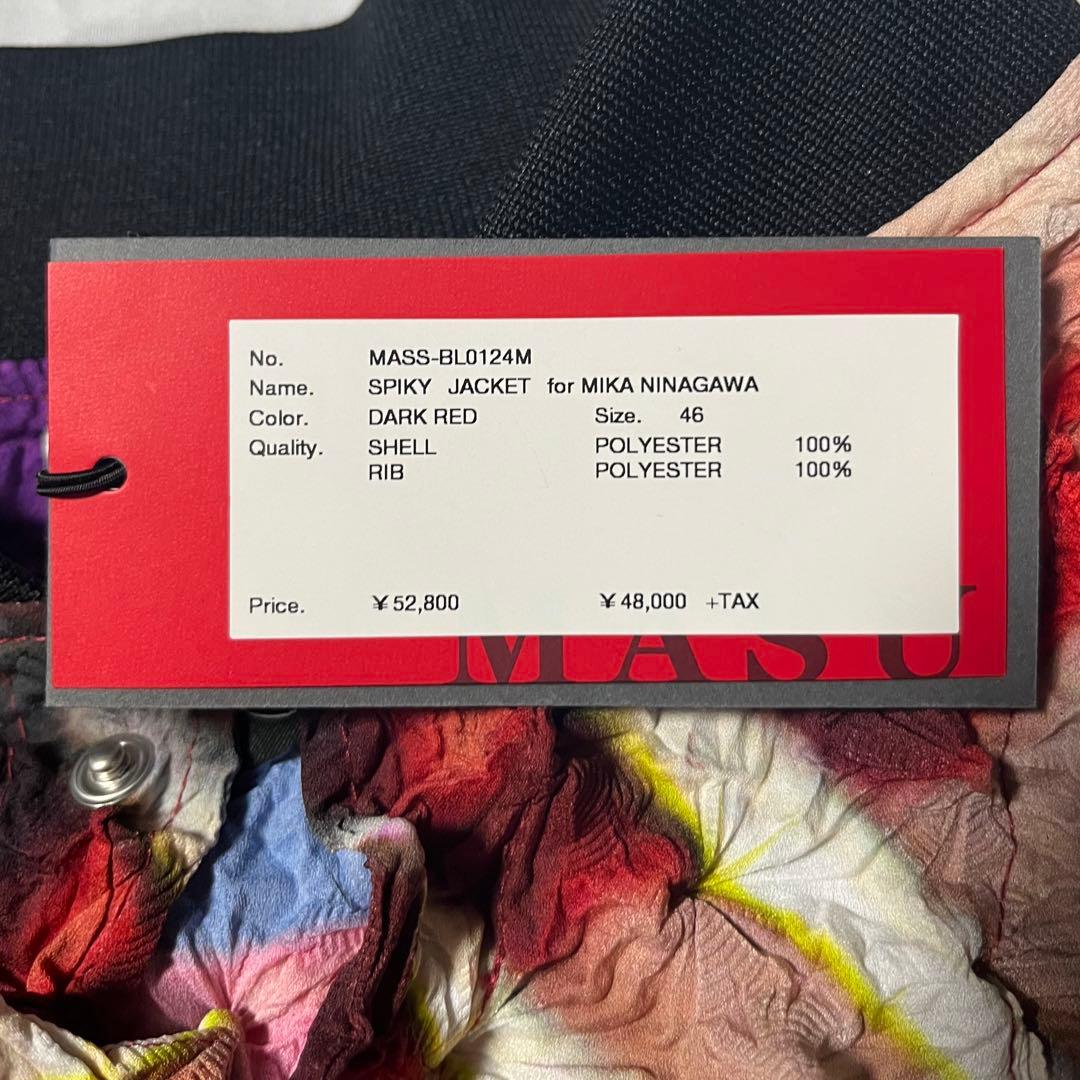 No. MASS-BL0124M
Name. SPIKY JACKET for MIKA NINAGAWA
Color. DARK RED Size. 46
Quality. SHELL POLYESTER 100%
RIB POLYESTER 100%
Price. ¥52,800 ¥48,000 +TAX
MASU